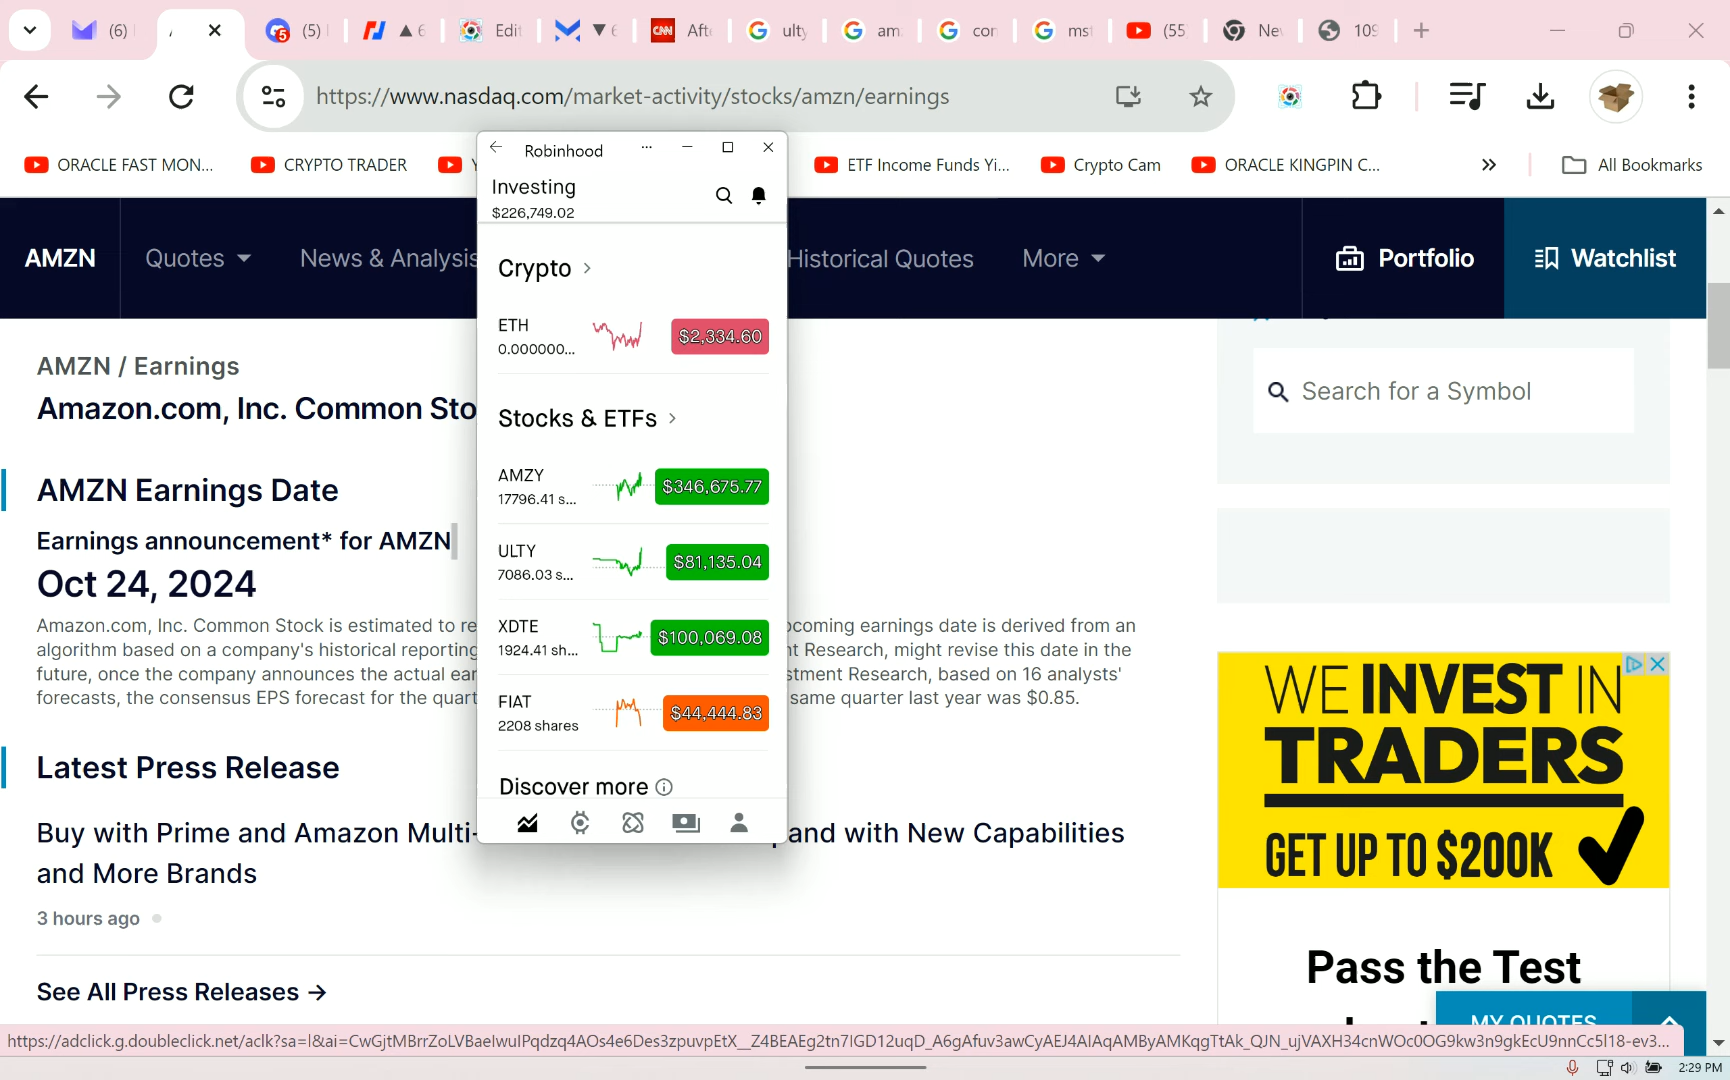 (6)
(5)
▲ 6
Edit
▼ 6
CNN
Afte
ulty
am
con
mst
(55
Nev
109
https://www.nasdaq.com/market-activity/stocks/amzn/earnings
ORACLE FAST MON...
CRYPTO TRADER
ETF Income Funds Yi...
Crypto Cam
ORACLE KINGPIN C...
All Bookmarks
AMZN
Quotes
News & Analysis
Historical Quotes
More
Portfolio
Watchlist
Robinhood
Investing
$226,749.02
Crypto
ETH
0.000000...
$2,334.60
Stocks & ETFs
AMZY
17796.41 s...
$346,675.77
ULTY
7086.03 s...
$81,135.04
XDTE
1924.41 sh...
$100,069.08
FIAT
2208 shares
$44,444.83
Discover more
AMZN / Earnings
Amazon.com, Inc. Common Sto
AMZN Earnings Date
Earnings announcement* for AMZN
Oct 24, 2024
Amazon.com, Inc. Common Stock is estimated to re pcoming earnings date is derived from an
algorithm based on a company's historical reporting nt Research, might revise this date in the
future, once the company announces the actual ear stment Research, based on 16 analysts'
forecasts, the consensus EPS forecast for the quart same quarter last year was $0.85.
Latest Press Release
Buy with Prime and Amazon Multi- pand with New Capabilities
and More Brands
3 hours ago
See All Press Releases →
Search for a Symbol
WE INVEST IN
TRADERS
GET UP TO $200K
Pass the Test
MY QUOTES
2:29 PM